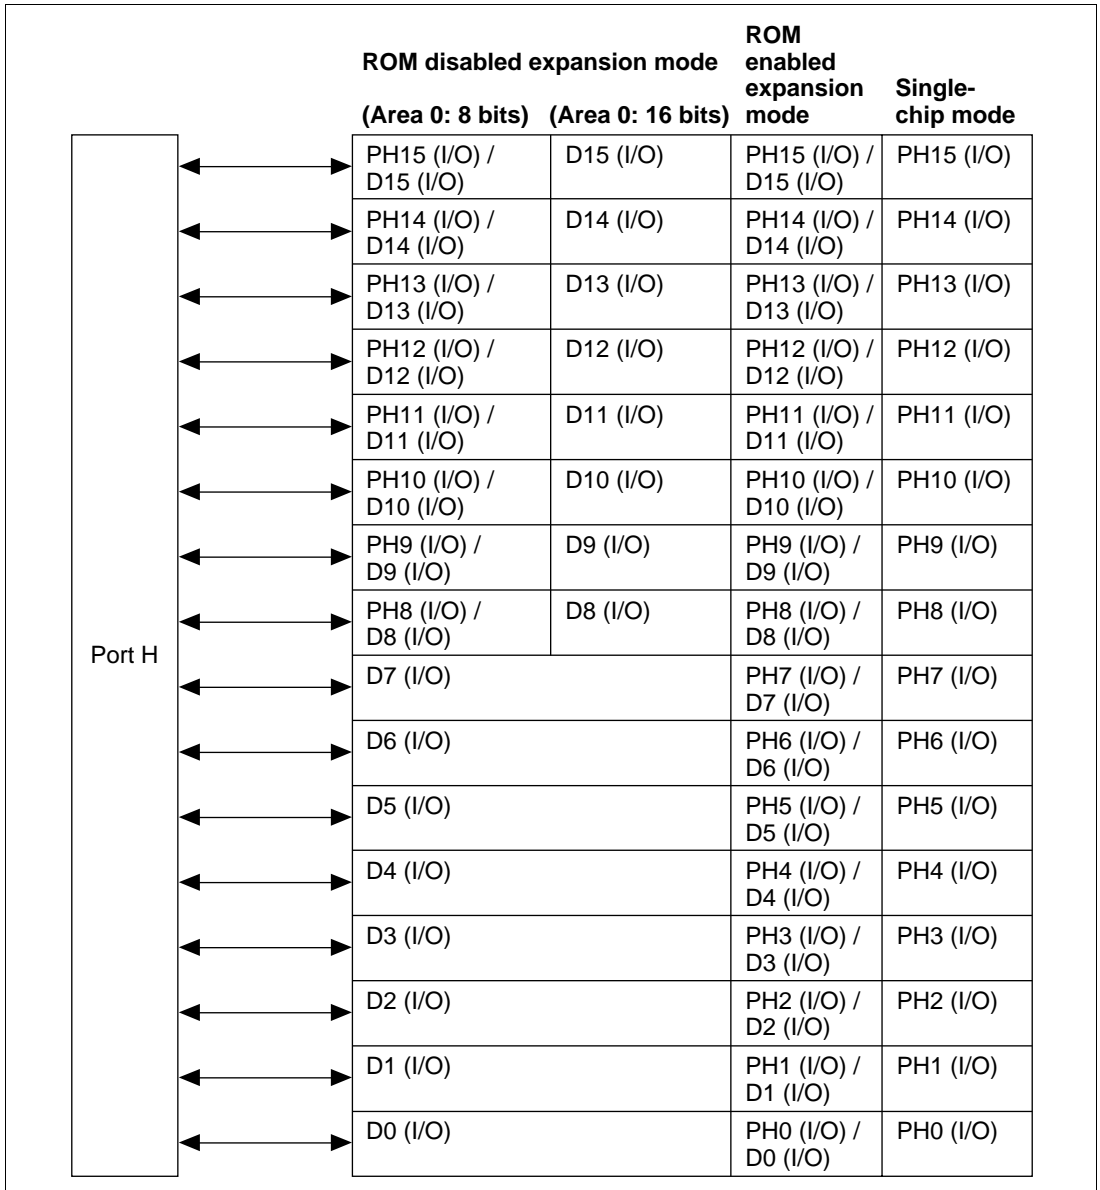 ROM disabled expansion mode
ROM
enabled
expansion
mode
Single-
chip mode
(Area 0: 8 bits) (Area 0: 16 bits)
Port H
PH15 (I/O) /
D15 (I/O)
D15 (I/O)
PH15 (I/O) /
D15 (I/O)
PH15 (I/O)
PH14 (I/O) /
D14 (I/O)
D14 (I/O)
PH14 (I/O) /
D14 (I/O)
PH14 (I/O)
PH13 (I/O) /
D13 (I/O)
D13 (I/O)
PH13 (I/O) /
D13 (I/O)
PH13 (I/O)
PH12 (I/O) /
D12 (I/O)
D12 (I/O)
PH12 (I/O) /
D12 (I/O)
PH12 (I/O)
PH11 (I/O) /
D11 (I/O)
D11 (I/O)
PH11 (I/O) /
D11 (I/O)
PH11 (I/O)
PH10 (I/O) /
D10 (I/O)
D10 (I/O)
PH10 (I/O) /
D10 (I/O)
PH10 (I/O)
PH9 (I/O) /
D9 (I/O)
D9 (I/O)
PH9 (I/O) /
D9 (I/O)
PH9 (I/O)
PH8 (I/O) /
D8 (I/O)
D8 (I/O)
PH8 (I/O) /
D8 (I/O)
PH8 (I/O)
D7 (I/O)
PH7 (I/O) /
D7 (I/O)
PH7 (I/O)
D6 (I/O)
PH6 (I/O) /
D6 (I/O)
PH6 (I/O)
D5 (I/O)
PH5 (I/O) /
D5 (I/O)
PH5 (I/O)
D4 (I/O)
PH4 (I/O) /
D4 (I/O)
PH4 (I/O)
D3 (I/O)
PH3 (I/O) /
D3 (I/O)
PH3 (I/O)
D2 (I/O)
PH2 (I/O) /
D2 (I/O)
PH2 (I/O)
D1 (I/O)
PH1 (I/O) /
D1 (I/O)
PH1 (I/O)
D0 (I/O)
PH0 (I/O) /
D0 (I/O)
PH0 (I/O)